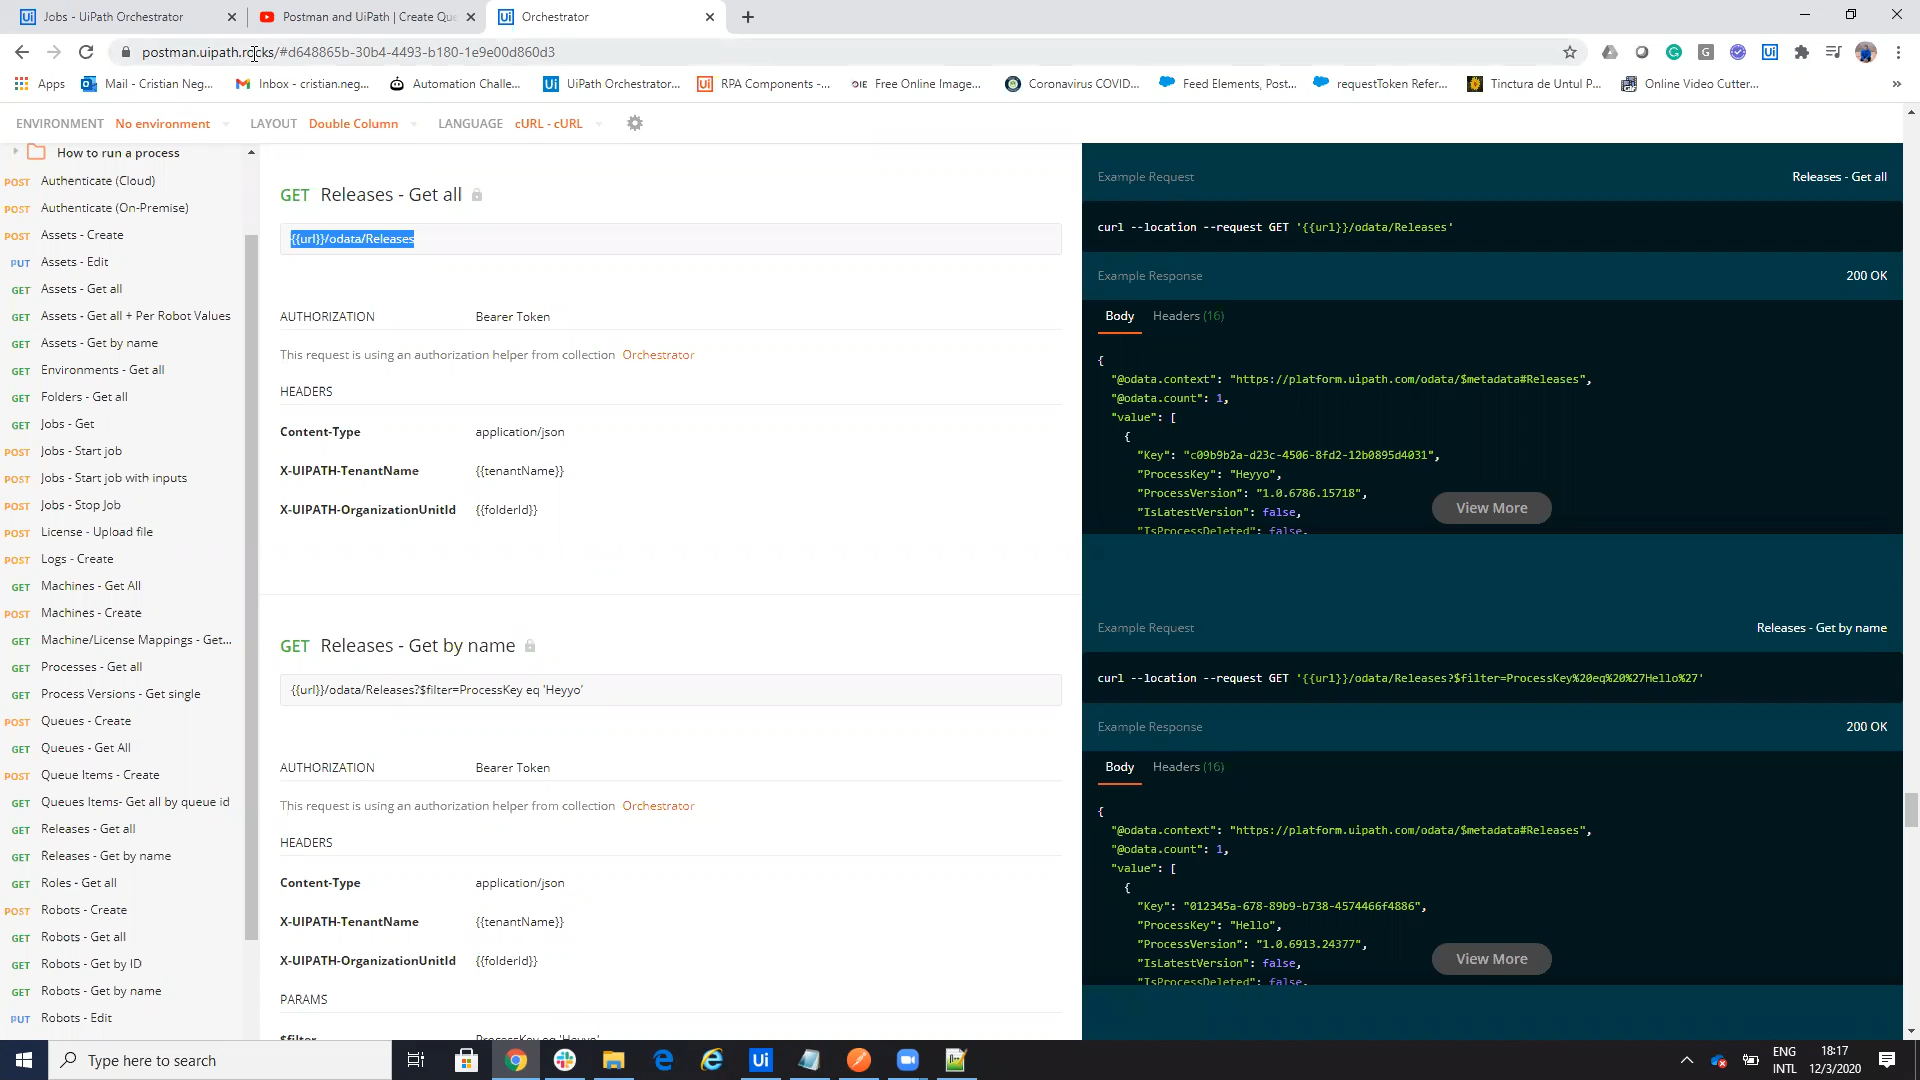 Jobs - UiPath Orchestrator
Postman and UiPath | Create Que
Orchestrator
postman.uipath.rocks/#d648865b-30b4-4493-b180-1e9e00d860d3
Apps
Mail - Cristian Neg...
Inbox - cristian.neg...
Automation Challe...
UiPath Orchestrator...
RPA Components -...
Free Online Image...
Coronavirus COVID...
Feed Elements, Post...
requestToken Refer...
Tinctura de Untul P...
Online Video Cutter...
ENVIRONMENT No environment LAYOUT Double Column LANGUAGE cURL - cURL
How to run a process
POST Authenticate (Cloud)
POST Authenticate (On-Premise)
POST Assets - Create
PUT Assets - Edit
GET Assets - Get all
GET Assets - Get all + Per Robot Values
GET Assets - Get by name
GET Environments - Get all
GET Folders - Get all
GET Jobs - Get
POST Jobs - Start job
POST Jobs - Start job with inputs
POST Jobs - Stop Job
POST License - Upload file
POST Logs - Create
GET Machines - Get All
POST Machines - Create
GET Machine/License Mappings - Get...
GET Processes - Get all
GET Process Versions - Get single
POST Queues - Create
GET Queues - Get All
POST Queue Items - Create
GET Queues Items- Get all by queue id
GET Releases - Get all
GET Releases - Get by name
GET Roles - Get all
POST Robots - Create
GET Robots - Get all
GET Robots - Get by ID
GET Robots - Get by name
PUT Robots - Edit
GET Releases - Get all
{{url}}/odata/Releases
AUTHORIZATION Bearer Token
This request is using an authorization helper from collection Orchestrator
HEADERS
Content-Type application/json
X-UIPATH-TenantName {{tenantName}}
X-UIPATH-OrganizationUnitId {{folderId}}
GET Releases - Get by name
{{url}}/odata/Releases?$filter=ProcessKey eq 'Heyyo'
AUTHORIZATION Bearer Token
This request is using an authorization helper from collection Orchestrator
HEADERS
Content-Type application/json
X-UIPATH-TenantName {{tenantName}}
X-UIPATH-OrganizationUnitId {{folderId}}
PARAMS
$filter ProcessKey eq 'Heyyo'
Example Request Releases - Get all
curl --location --request GET '{{url}}/odata/Releases'
Example Response 200 OK
Body Headers (16)
{
"@odata.context": "https://platform.uipath.com/odata/$metadata#Releases",
"@odata.count": 1,
"value": [
{
"Key": "c09b9b2a-d23c-4506-8fd2-12b0895d4031",
"ProcessKey": "Heyyo",
"ProcessVersion": "1.0.6786.15718",
"IsLatestVersion": false,
"IsProcessDeleted": false,
View More
Example Request Releases - Get by name
curl --location --request GET '{{url}}/odata/Releases?$filter=ProcessKey%20eq%20%27Hello%27'
Example Response 200 OK
Body Headers (16)
{
"@odata.context": "https://platform.uipath.com/odata/$metadata#Releases",
"@odata.count": 1,
"value": [
{
"Key": "012345a-678-89b9-b738-4574466f4886",
"ProcessKey": "Hello",
"ProcessVersion": "1.0.6913.24377",
"IsLatestVersion": false,
"IsProcessDeleted": false,
View More
Type here to search
ENG
INTL
18:17
12/3/2020